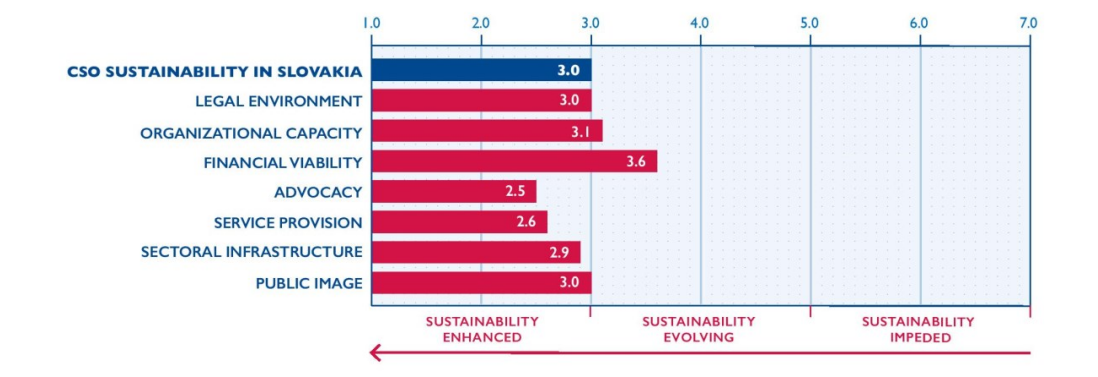 1.0 2.0 3.0 4.0 5.0 6.0 7.0
CSO SUSTAINABILITY IN SLOVAKIA 3.0
LEGAL ENVIRONMENT 3.0
ORGANIZATIONAL CAPACITY 3.1
FINANCIAL VIABILITY 3.6
ADVOCACY 2.5
SERVICE PROVISION 2.6
SECTORAL INFRASTRUCTURE 2.9
PUBLIC IMAGE 3.0
SUSTAINABILITY
ENHANCED
SUSTAINABILITY
EVOLVING
SUSTAINABILITY
IMPEDED